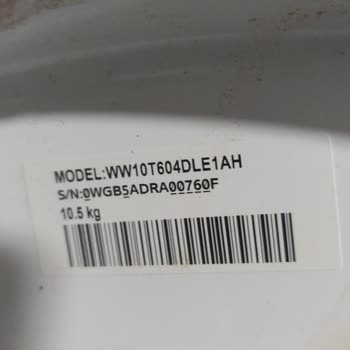 MODEL:WW10T604DLE1AH
S/N:0WGB5ADRA00760F
10.5 kg